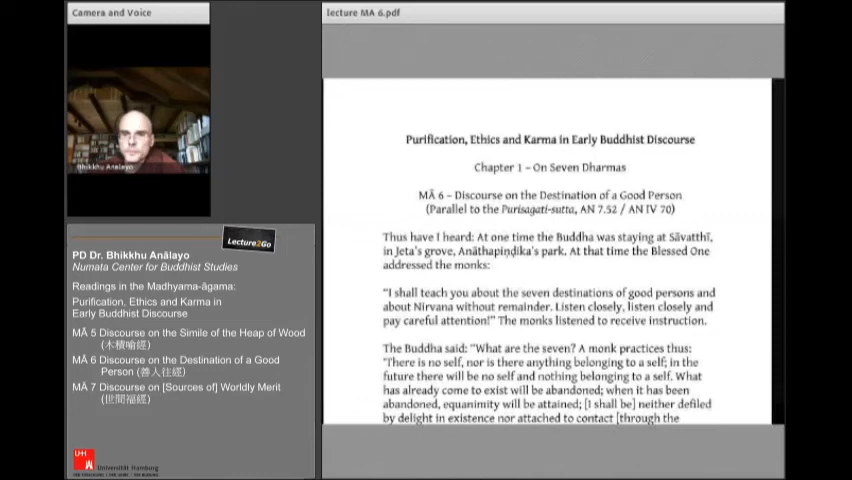 Camera and Voice
Bhikkhu Analayo
Lecture2Go
PD Dr. Bhikkhu Anālayo
Numata Center for Buddhist Studies
Readings in the Madhyama-āgama:
Purification, Ethics and Karma in
Early Buddhist Discourse
MĀ 5 Discourse on the Simile of the Heap of Wood
(木積喻經)
MĀ 6 Discourse on the Destination of a Good
Person (善人往經)
MĀ 7 Discourse on [Sources of] Worldly Merit
(世間福經)
UH
Universität Hamburg
lecture MA 6.pdf
Purification, Ethics and Karma in Early Buddhist Discourse
Chapter 1 – On Seven Dharmas
MĀ 6 – Discourse on the Destination of a Good Person
(Parallel to the Purisagati-sutta, AN 7.52 / AN IV 70)
Thus have I heard: At one time the Buddha was staying at Sāvatthī,
in Jeta's grove, Anāthapiṇḍika's park. At that time the Blessed One
addressed the monks:
"I shall teach you about the seven destinations of good persons and
about Nirvana without remainder. Listen closely, listen closely and
pay careful attention!" The monks listened to receive instruction.
The Buddha said: "What are the seven? A monk practices thus:
'There is no self, nor is there anything belonging to a self; in the
future there will be no self and nothing belonging to a self. What
has already come to exist will be abandoned; when it has been
abandoned, equanimity will be attained; [I shall be] neither defiled
by delight in existence nor attached to contact [through the